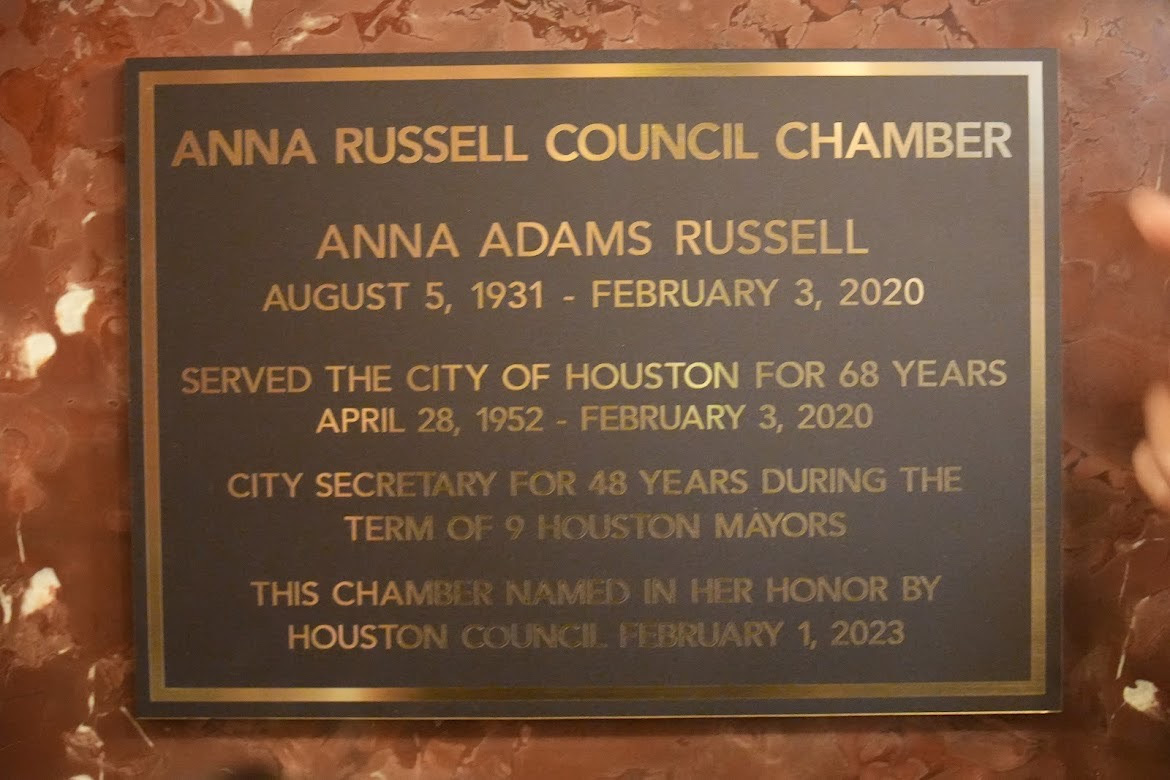 ANNA RUSSELL COUNCIL CHAMBER
ANNA ADAMS RUSSELL
AUGUST 5, 1931 - FEBRUARY 3, 2020
SERVED THE CITY OF HOUSTON FOR 68 YEARS
APRIL 28, 1952 - FEBRUARY 3, 2020
CITY SECRETARY FOR 48 YEARS DURING THE
TERM OF 9 HOUSTON MAYORS
THIS CHAMBER NAMED IN HER HONOR BY
HOUSTON COUNCIL FEBRUARY 1, 2023